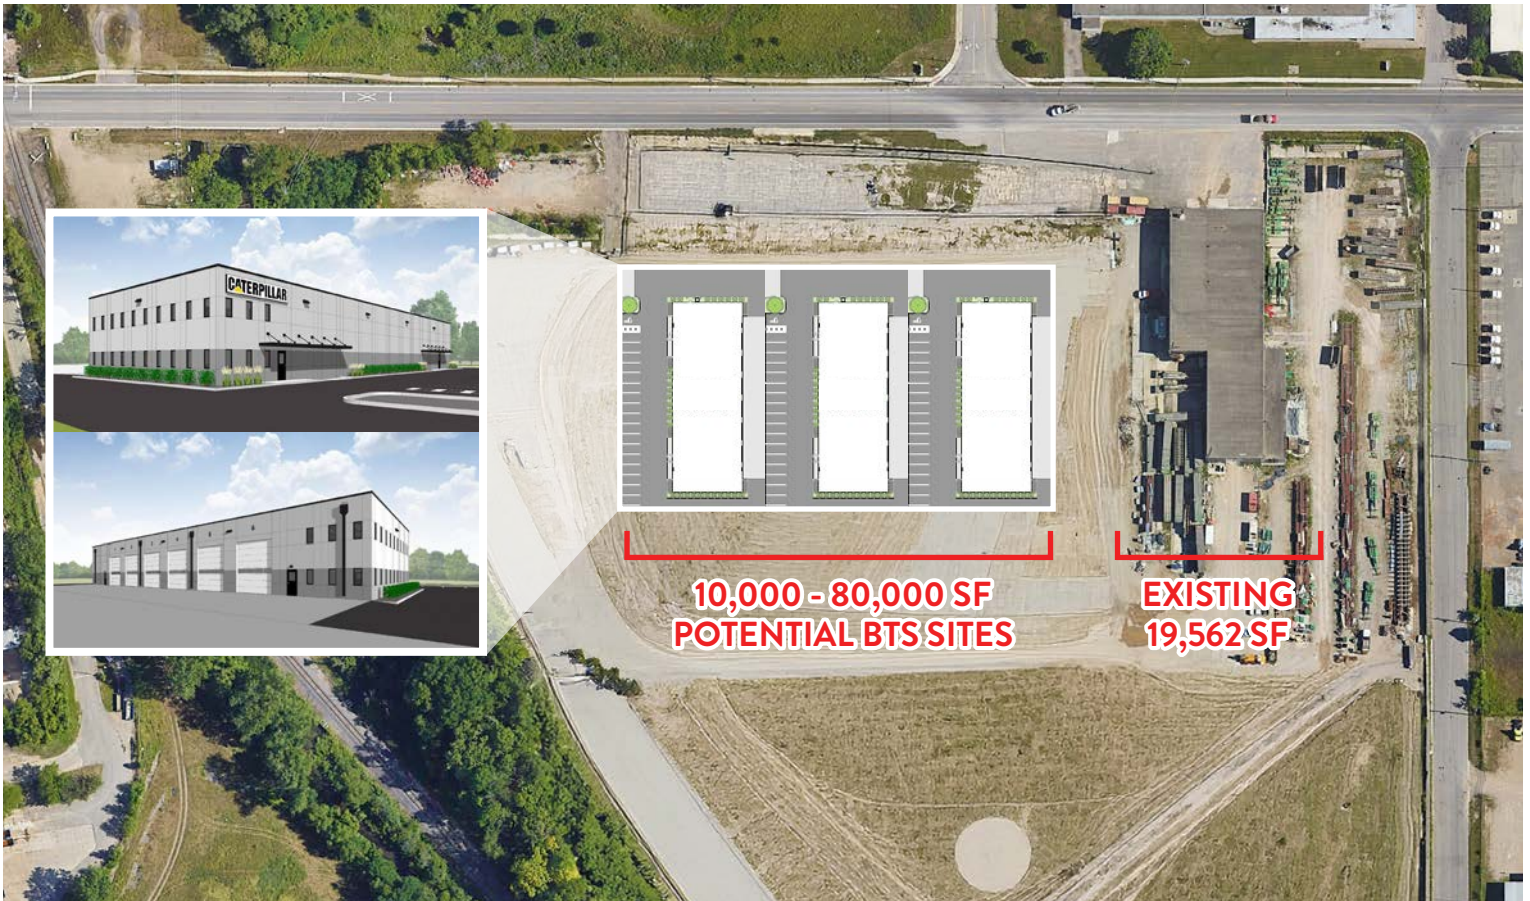 CATERPILLAR
10,000 - 80,000 SF
POTENTIAL BTS SITES
EXISTING
19,562 SF